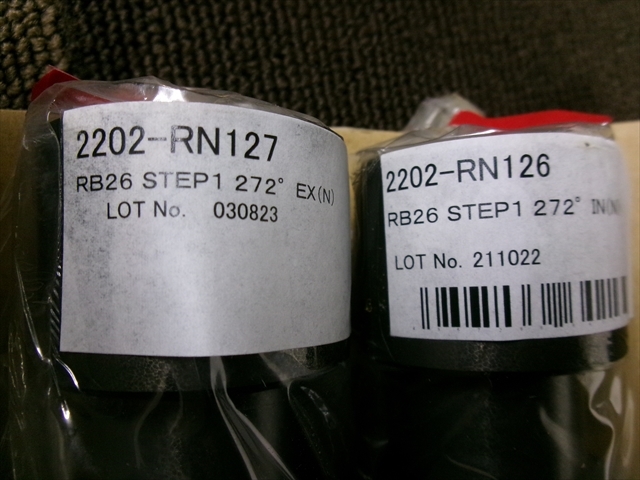 2202-RN127
RB26 STEP1 272° EX(N)
LOT No. 030823
2202-RN126
RB26 STEP1 272° IN(N)
LOT No. 211022